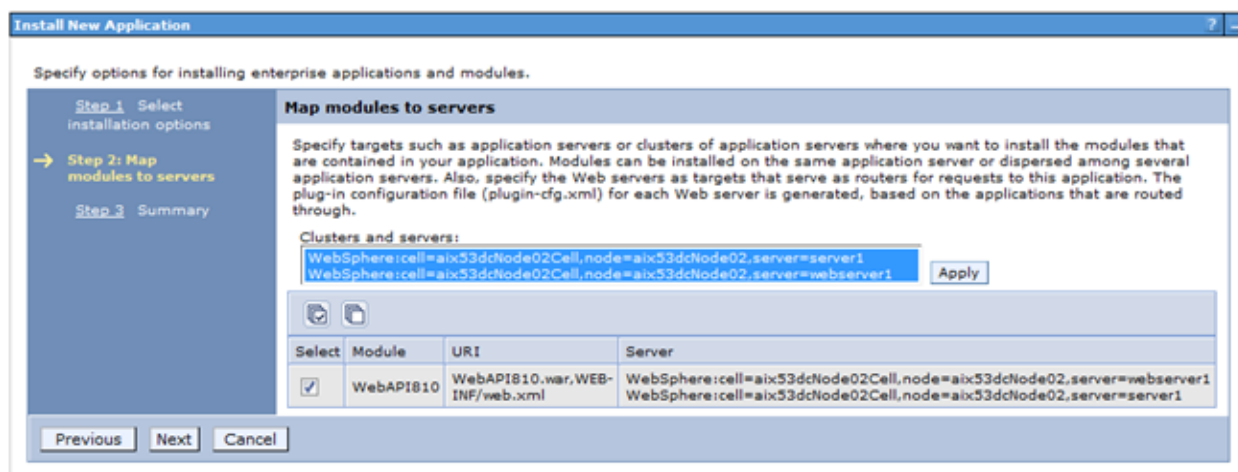 Install New Application
?
Specify options for installing enterprise applications and modules.
Step 1 Select
installation options
Step 2: Map
modules to servers
Step 3 Summary
Map modules to servers
Specify targets such as application servers or clusters of application servers where you want to install the modules that
are contained in your application. Modules can be installed on the same application server or dispersed among several
application servers. Also, specify the Web servers as targets that serve as routers for requests to this application. The
plug-in configuration file (plugin-cfg.xml) for each Web server is generated, based on the applications that are routed
through.
Clusters and servers:
WebSphere:cell=aix53dcNode02Cell,node=aix53dcNode02,server=server1
WebSphere:cell=aix53dcNode02Cell,node=aix53dcNode02,server=webserver1
Apply
Select Module URI Server
WebAPI810 WebAPI810.war,WEB-
INF/web.xml
WebSphere:cell=aix53dcNode02Cell,node=aix53dcNode02,server=webserver1
WebSphere:cell=aix53dcNode02Cell,node=aix53dcNode02,server=server1
Previous Next Cancel